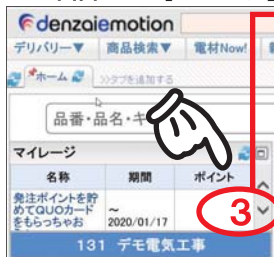 denzaiemotion
デリバリー▼ 商品検索▼ 電材Now!
*ホーム >>タブを追加する
品番・品名・キ
マイレージ
名称 期間 ポイント
発注ポイントを貯
めてQUOカード
をもらっちゃお
~
2020/01/17
3
131 デモ電気工事